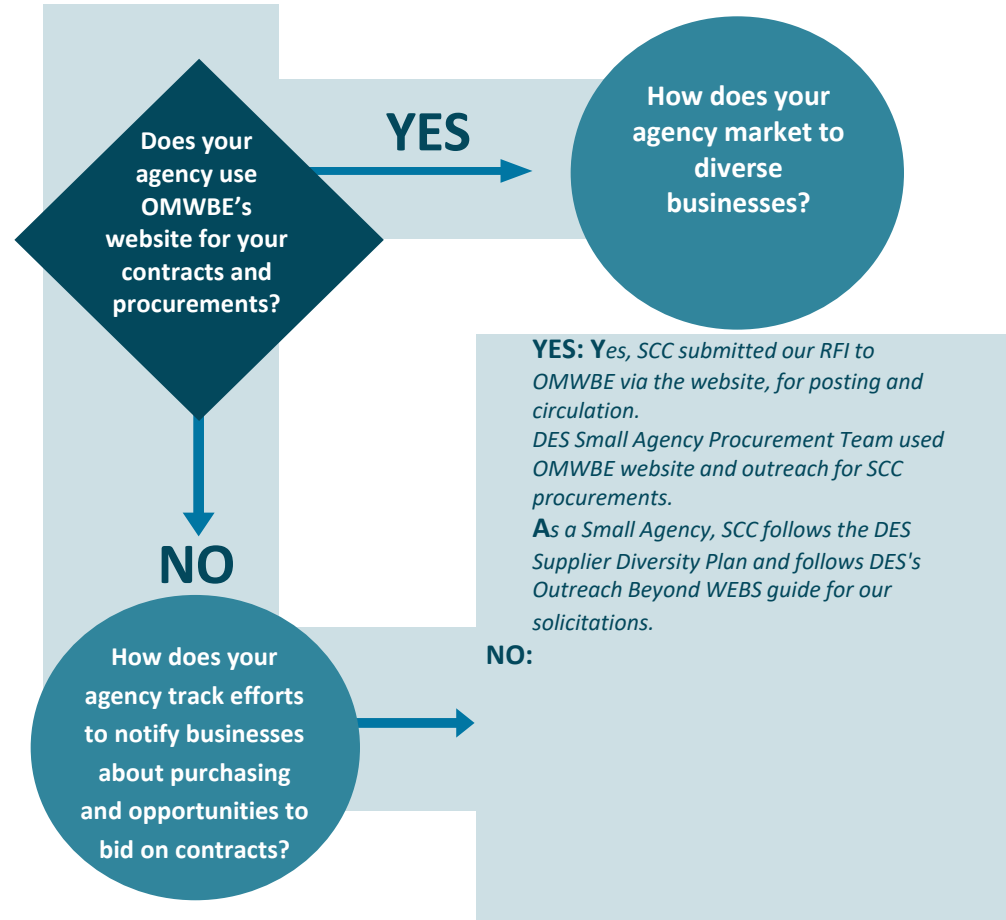 Does your
agency use
OMWBE's
website for your
contracts and
procurements?
YES
How does your
agency market to
diverse
businesses?
YES: Yes, SCC submitted our RFI to
OMWBE via the website, for posting and
circulation.
DES Small Agency Procurement Team used
OMWBE website and outreach for SCC
procurements.
As a Small Agency, SCC follows the DES
Supplier Diversity Plan and follows DES's
Outreach Beyond WEBS guide for our
solicitations.
NO:
NO
How does your
agency track efforts
to notify businesses
about purchasing
and opportunities to
bid on contracts?